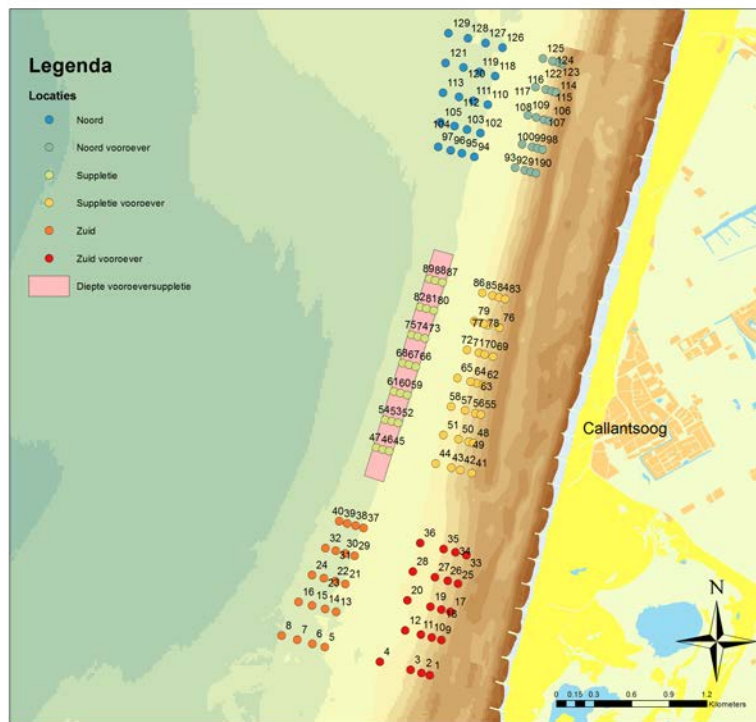 Legenda
Locaties
Noord
Noord vooroever
Suppletie
Suppletie vooroever
Zuid
Zuid vooroever
Diepte vooroeversuppletie
129 128 127 126
125
124
121 119 123
120 118 122
116 114
113 117 115
111 110
112 108 109 106
105 107
104 103 102
97 96 95 94
100 99 98
93 92 91 90
89 88 87
86 85 84 83
82 81 80
79 76
77 78
75 74 73
72 71 70 69
68 67 66
65 64 62
63
61 60 59
58 57 56 55
54 53 52
51 50 48
49
47 46 45
44 43 42 41
Callantsoog
40 39 38 37
36 35
34
33
32 30 29
31
28 27 26 25
24 22 21
23
20 19 17
18
16 15 14 13
12 11 10 9
8 7 6 5
4 3 2 1
N
0 0.15 0.3 0.6 0.9 1.2
Kilometers